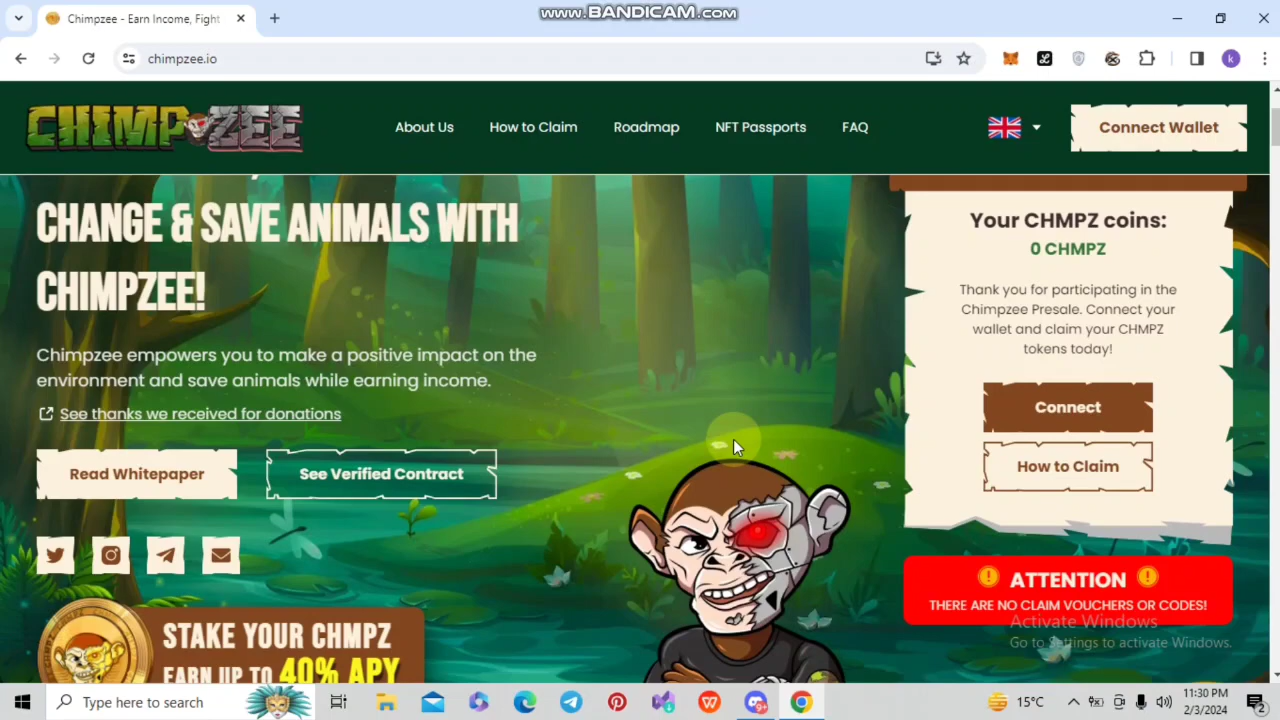 www.BANDICAM.com
Chimpzee - Earn Income, Fight
chimpzee.io
k
CHIMPZEE
About Us
How to Claim
Roadmap
NFT Passports
FAQ
Connect Wallet
CHANGE & SAVE ANIMALS WITH
CHIMPZEE!
Chimpzee empowers you to make a positive impact on the
environment and save animals while earning income.
See thanks we received for donations
Read Whitepaper
See Verified Contract
STAKE YOUR CHMPZ
EARN UP TO 40% APY
Your CHMPZ coins:
0 CHMPZ
Thank you for participating in the
Chimpzee Presale. Connect your
wallet and claim your CHMPZ
tokens today!
Connect
How to Claim
! ATTENTION !
THERE ARE NO CLAIM VOUCHERS OR CODES!
Activate Windows
Go to Settings to activate Windows.
Type here to search
9+
15°C
11:30 PM
2/3/2024
2